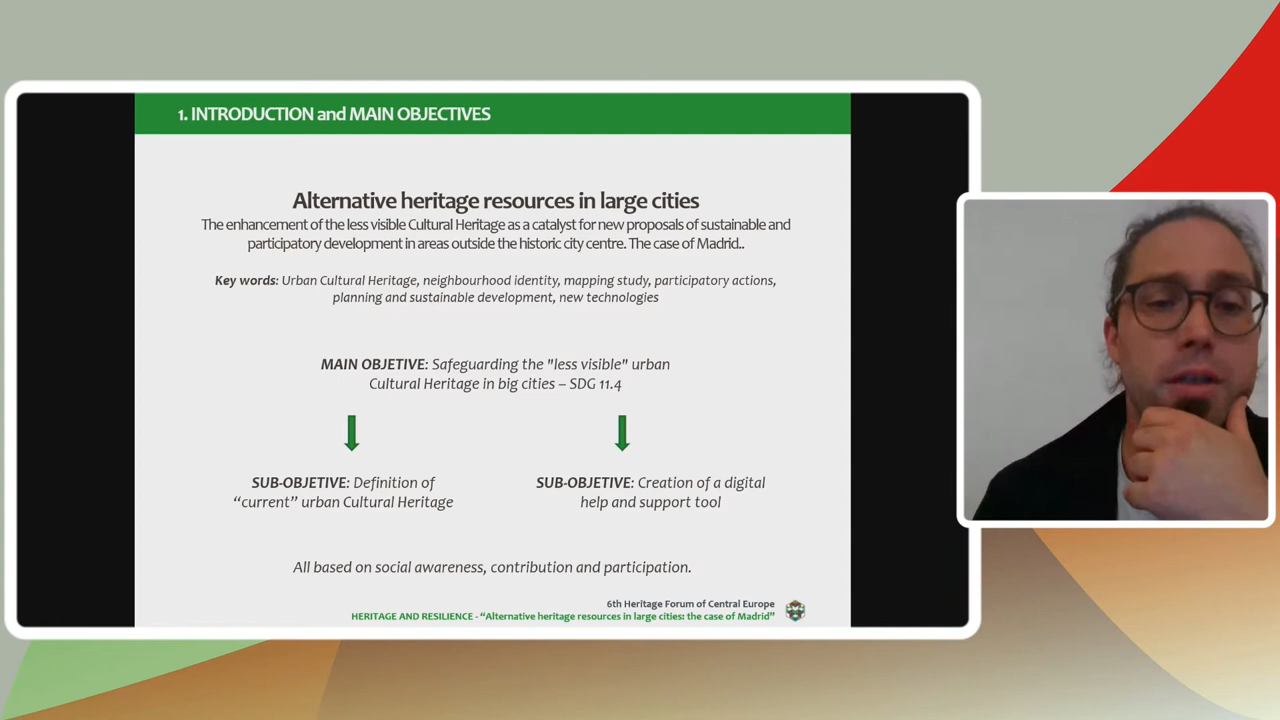 1. INTRODUCTION and MAIN OBJECTIVES
Alternative heritage resources in large cities
The enhancement of the less visible Cultural Heritage as a catalyst for new proposals of sustainable and
participatory development in areas outside the historic city centre. The case of Madrid..
Key words: Urban Cultural Heritage, neighbourhood identity, mapping study, participatory actions,
planning and sustainable development, new technologies
MAIN OBJETIVE: Safeguarding the "less visible" urban
Cultural Heritage in big cities – SDG 11.4
SUB-OBJETIVE: Definition of
“current” urban Cultural Heritage
SUB-OBJETIVE: Creation of a digital
help and support tool
All based on social awareness, contribution and participation.
6th Heritage Forum of Central Europe
HERITAGE AND RESILIENCE - “Alternative heritage resources in large cities: the case of Madrid”